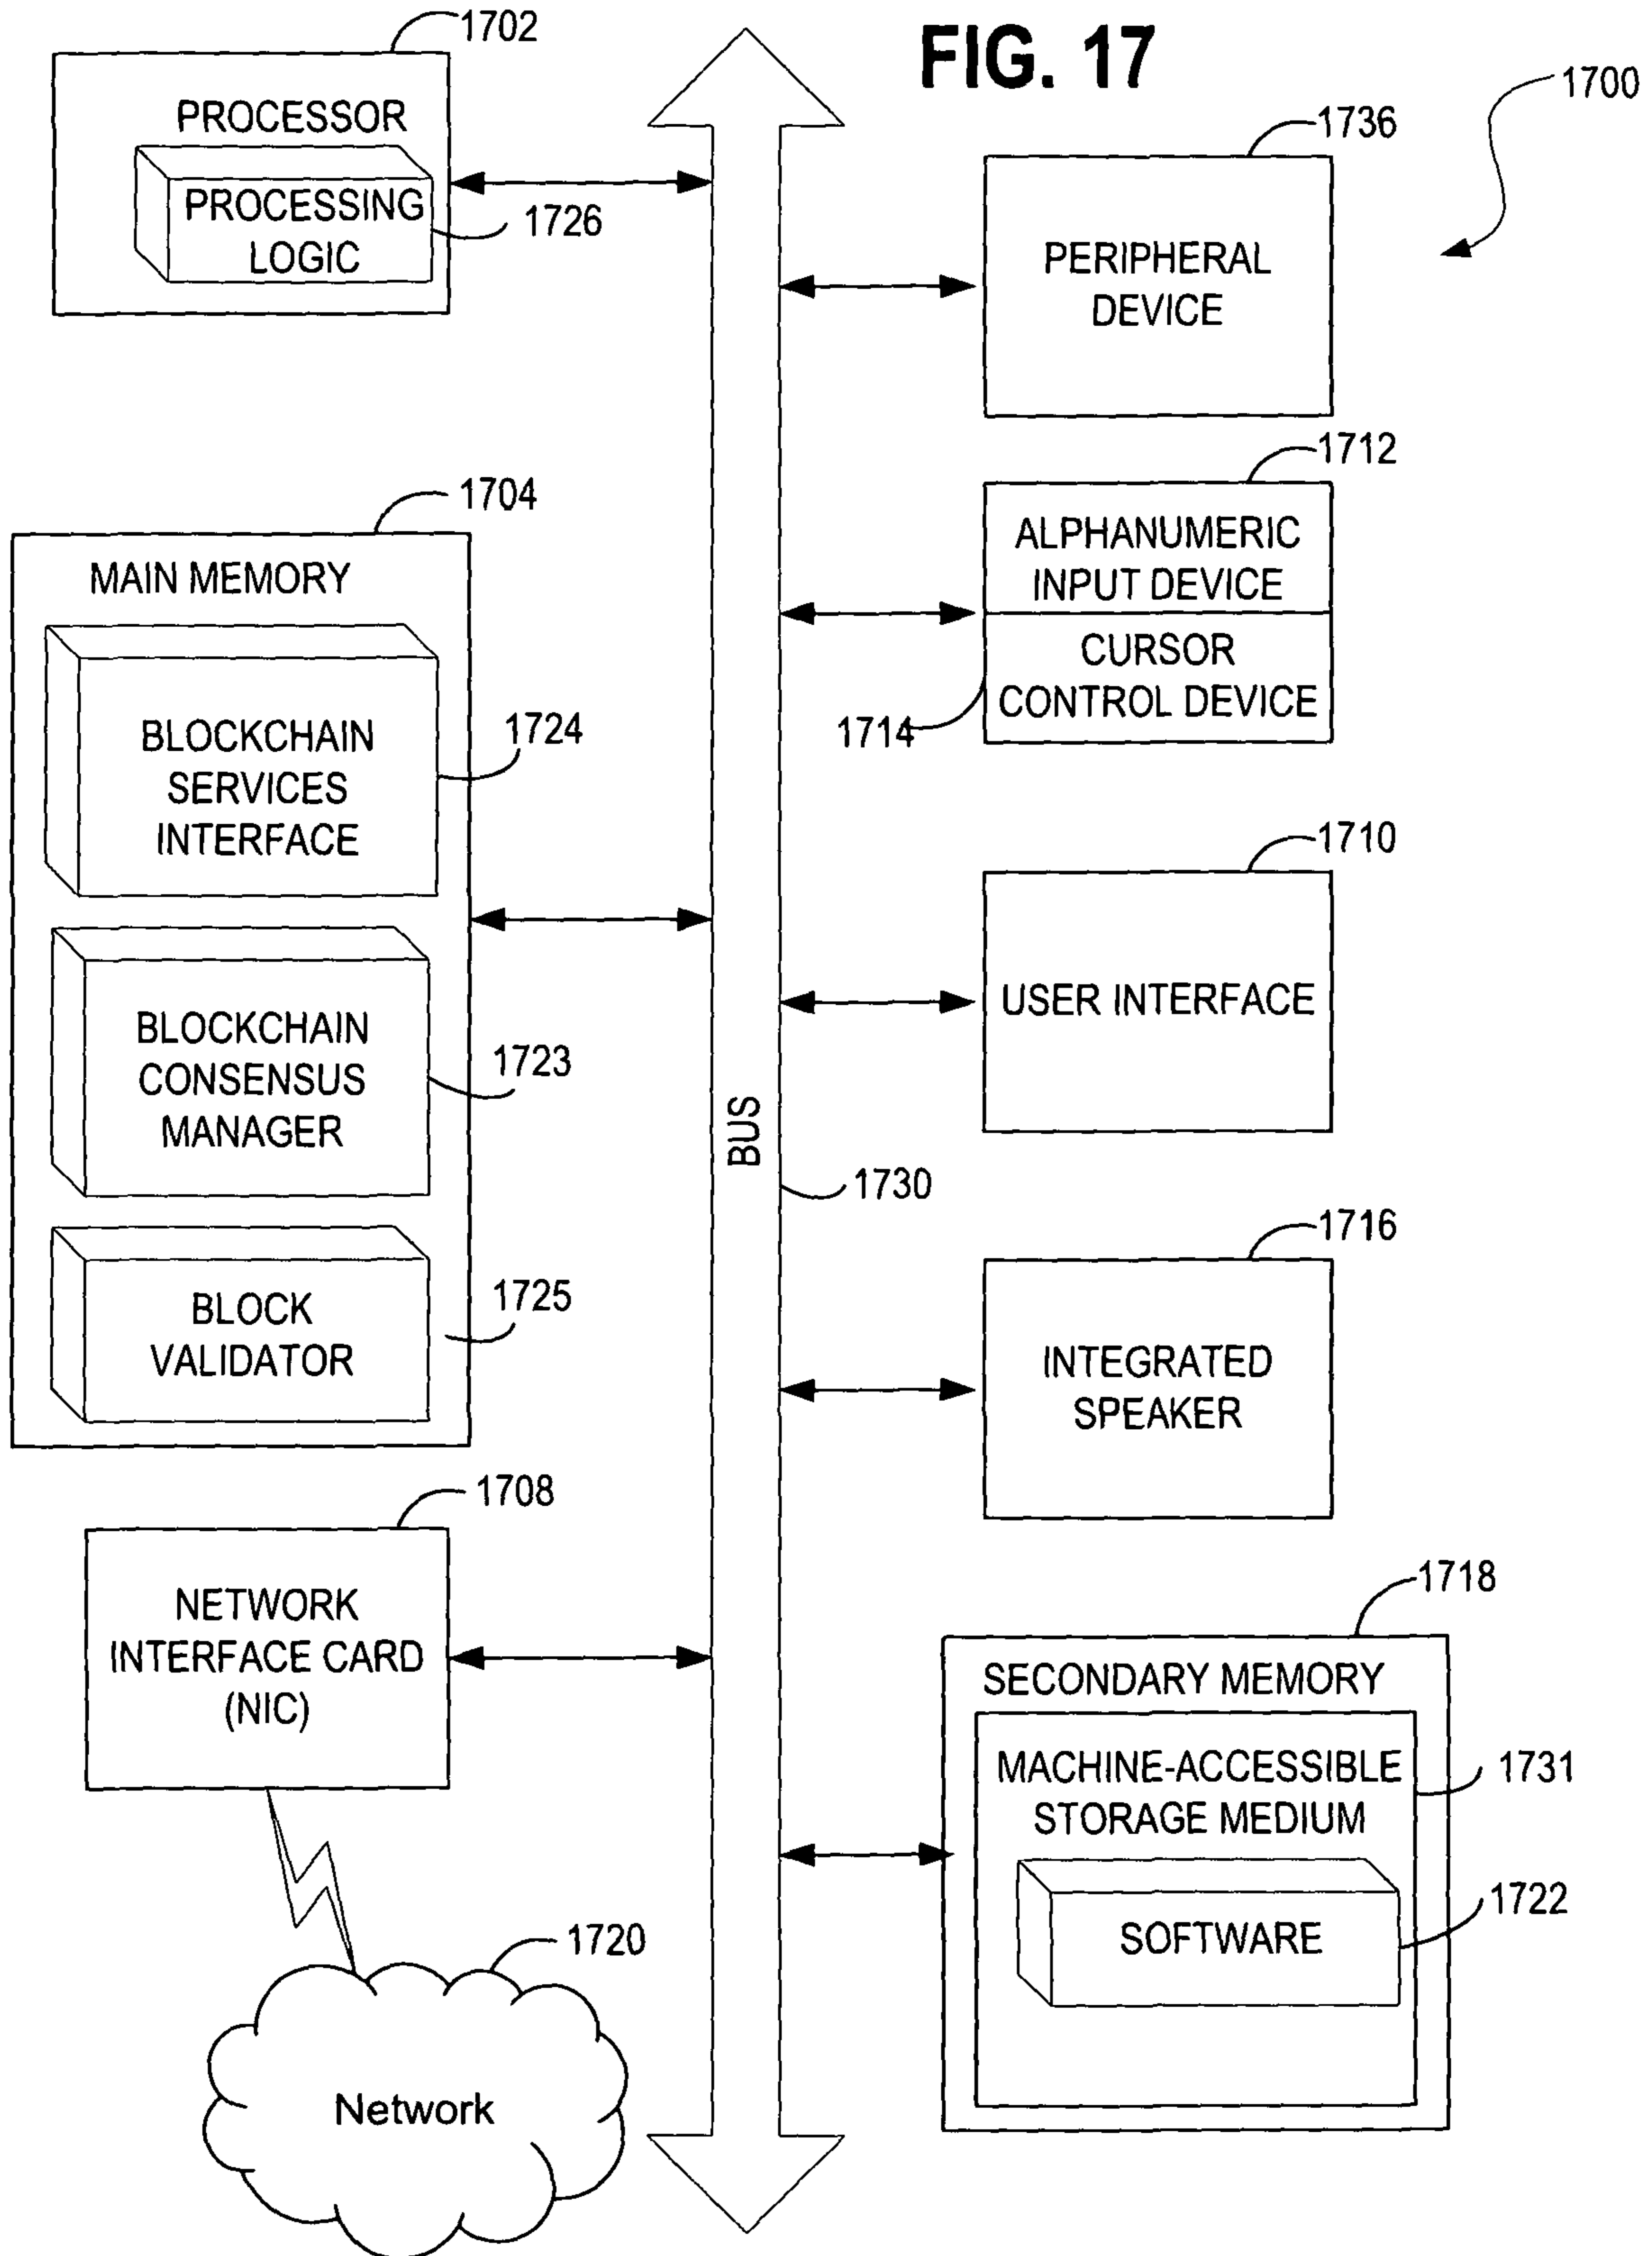 FIG. 17
1700
1702
PROCESSOR
PROCESSING
LOGIC
1726
1704
MAIN MEMORY
BLOCKCHAIN
SERVICES
INTERFACE
1724
BLOCKCHAIN
CONSENSUS
MANAGER
1723
BLOCK
VALIDATOR
1725
1708
NETWORK
INTERFACE CARD
(NIC)
1720
Network
BUS
1730
1736
PERIPHERAL
DEVICE
1712
ALPHANUMERIC
INPUT DEVICE
CURSOR
CONTROL DEVICE
1714
1710
USER INTERFACE
1716
INTEGRATED
SPEAKER
1718
SECONDARY MEMORY
MACHINE-ACCESSIBLE
STORAGE MEDIUM
1731
SOFTWARE
1722